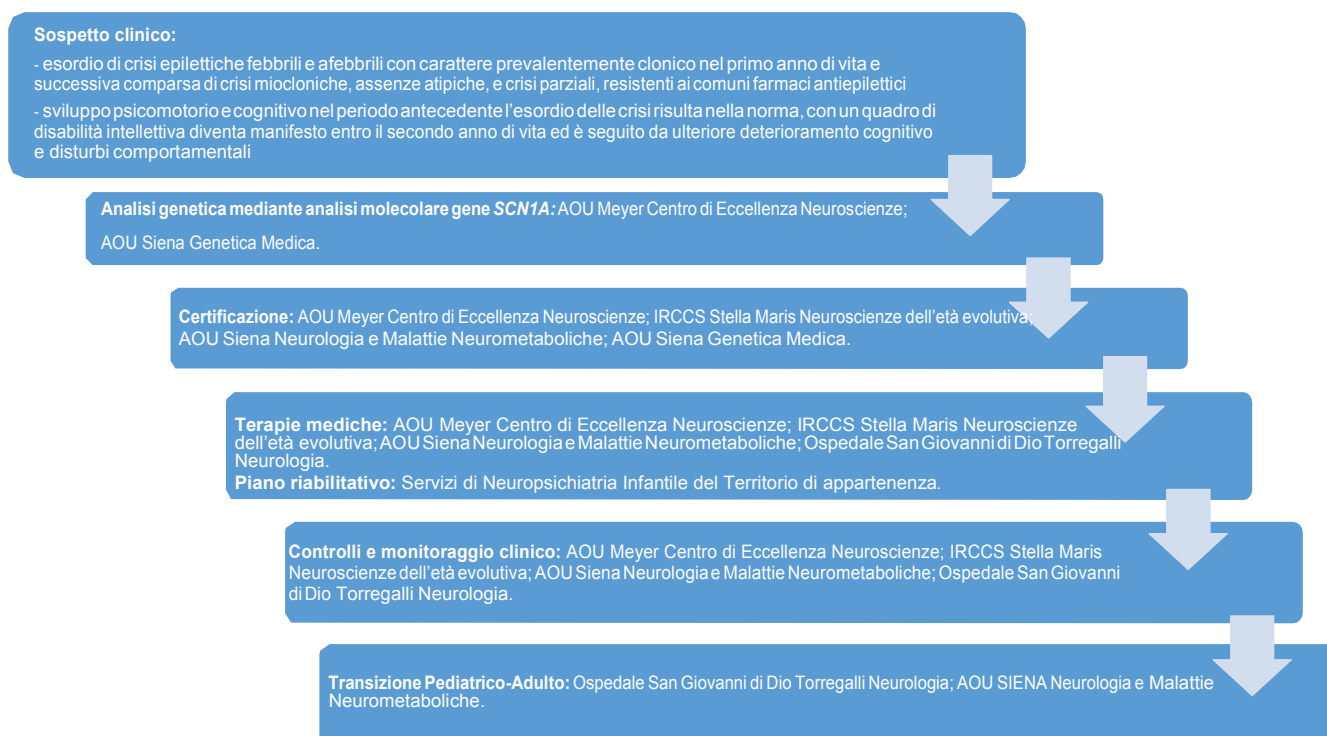 Sospetto clinico:
- esordio di crisi epilettiche febbrili e afebbrili con carattere prevalentemente clonico nel primo anno di vita e
successiva comparsa di crisi miocloniche, assenze atipiche, e crisi parziali, resistenti ai comuni farmaci antiepilettici
- sviluppo psicomotorio e cognitivo nel periodo antecedente l'esordio delle crisi risulta nella norma, con un quadro di
disabilità intellettiva diventa manifesto entro il secondo anno di vita ed è seguito da ulteriore deterioramento cognitivo
e disturbi comportamentali
Analisi genetica mediante analisi molecolare gene SCN1A: AOU Meyer Centro di Eccellenza Neuroscienze;
AOU Siena Genetica Medica.
Certificazione: AOU Meyer Centro di Eccellenza Neuroscienze; IRCCS Stella Maris Neuroscienze dell'età evolutiva;
AOU Siena Neurologia e Malattie Neurometaboliche; AOU Siena Genetica Medica.
Terapie mediche: AOU Meyer Centro di Eccellenza Neuroscienze; IRCCS Stella Maris Neuroscienze
dell'età evolutiva; AOU Siena Neurologia e Malattie Neurometaboliche; Ospedale San Giovanni di Dio Torregalli
Neurologia.
Piano riabilitativo: Servizi di Neuropsichiatria Infantile del Territorio di appartenenza.
Controlli e monitoraggio clinico: AOU Meyer Centro di Eccellenza Neuroscienze; IRCCS Stella Maris
Neuroscienze dell'età evolutiva; AOU Siena Neurologia e Malattie Neurometaboliche; Ospedale San Giovanni
di Dio Torregalli Neurologia.
Transizione Pediatrico-Adulto: Ospedale San Giovanni di Dio Torregalli Neurologia; AOU SIENA Neurologia e Malattie
Neurometaboliche.